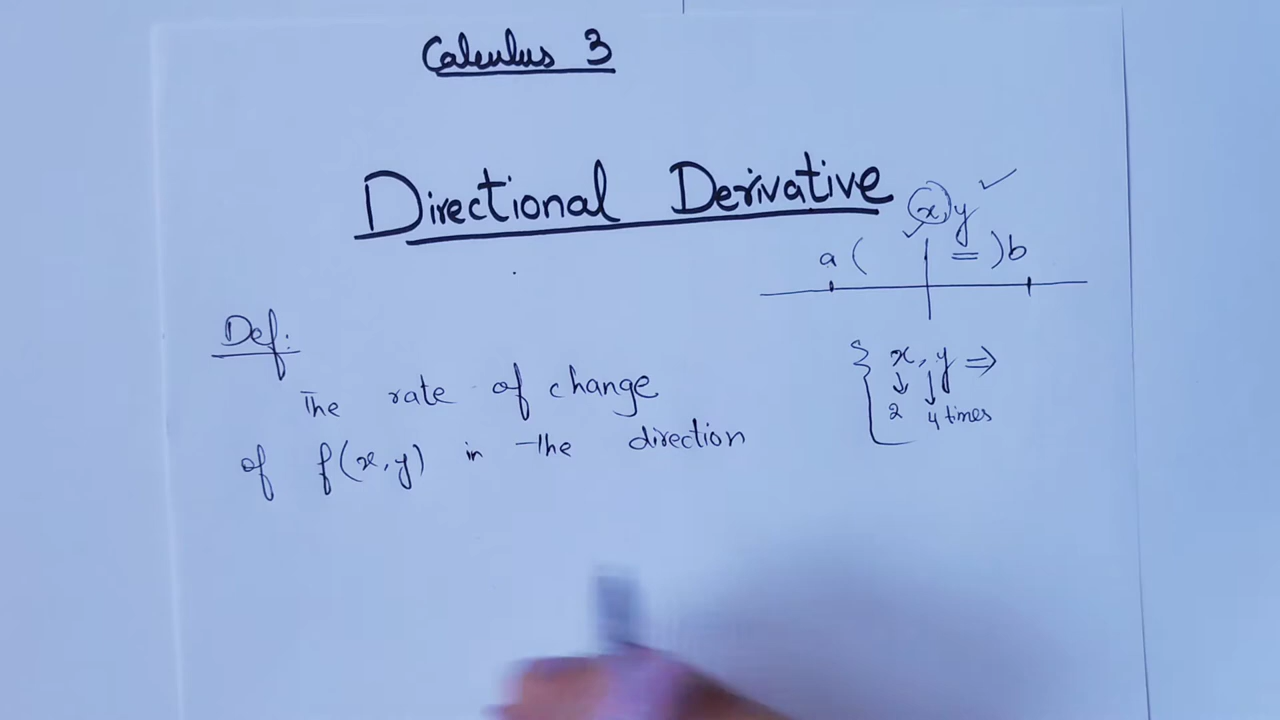 Calculus 3
Directional Derivative
x, y ✓
✓
a ( = ) b
Def:
The rate of change
of f(x,y) in the direction
{ x, y ⇒
↓ ↓
2 4 times